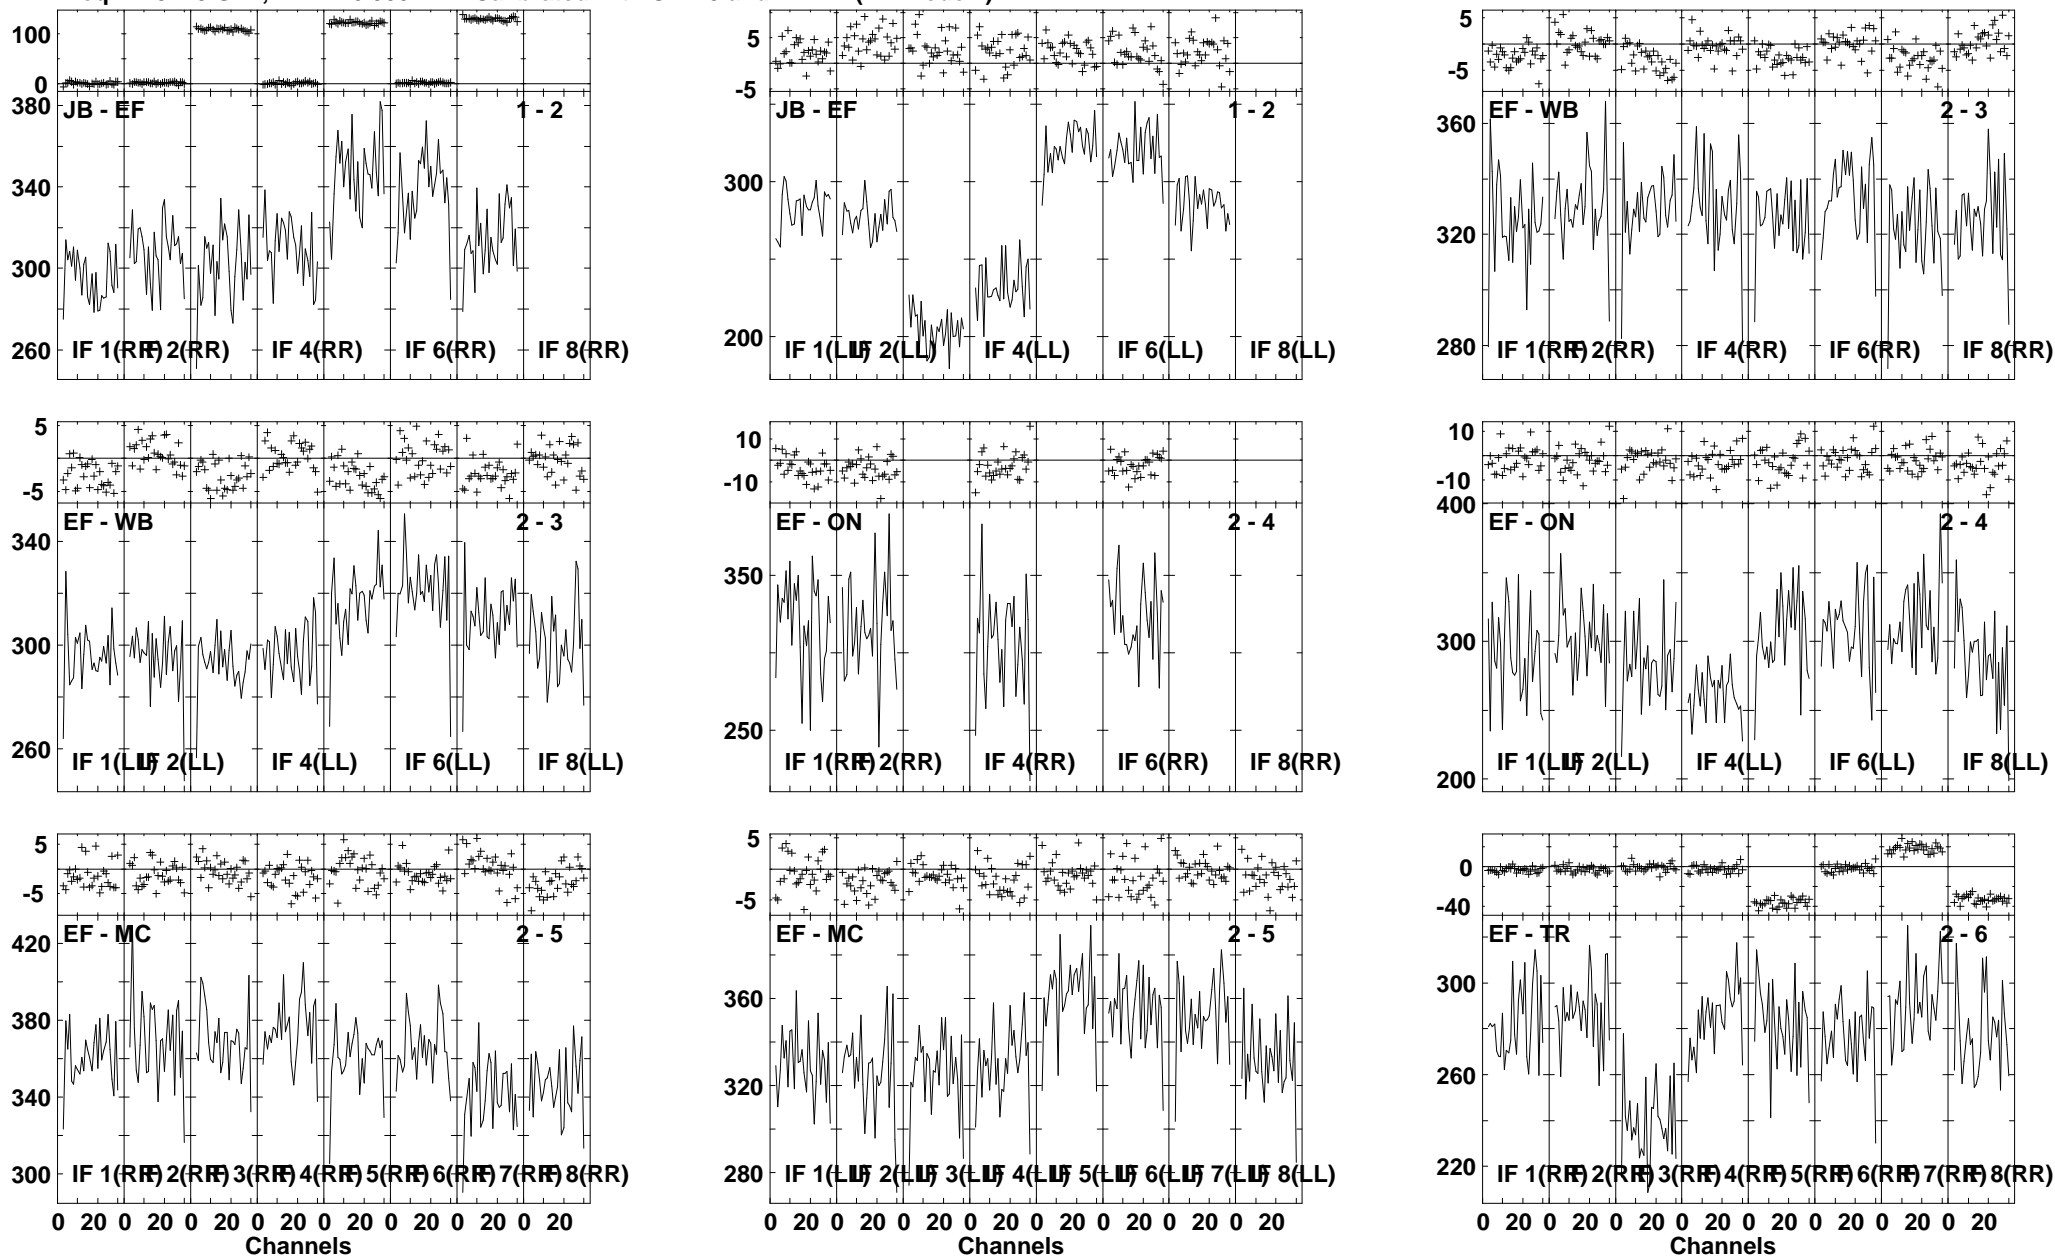 100
0
380
JB - EF
1 - 2
340
300
260
IF 1(RR) IF 2(RR) IF 4(RR) IF 6(RR) IF 8(RR)
5
-5
JB - EF
1 - 2
300
200
IF 1(LL) IF 2(LL) IF 4(LL) IF 6(LL) IF 8(LL)
5
-5
EF - WB
2 - 3
360
320
280
IF 1(RR) IF 2(RR) IF 4(RR) IF 6(RR) IF 8(RR)
5
-5
EF - WB
2 - 3
340
300
260
IF 1(LL) IF 2(LL) IF 4(LL) IF 6(LL) IF 8(LL)
10
-10
EF - ON
2 - 4
350
250
IF 1(RR) IF 2(RR) IF 4(RR) IF 6(RR) IF 8(RR)
10
-10
400
EF - ON
2 - 4
300
200
IF 1(LL) IF 2(LL) IF 4(LL) IF 6(LL) IF 8(LL)
5
-5
EF - MC
2 - 5
420
380
340
300
IF 1(RR) IF 2(RR) IF 3(RR) IF 4(RR) IF 5(RR) IF 6(RR) IF 7(RR) IF 8(RR)
0 20 0 20 0 20 0 20 0 20 0 20 0 20 0 20
Channels
5
-5
EF - MC
2 - 5
360
320
280
IF 1(LL) IF 2(LL) IF 3(LL) IF 4(LL) IF 5(LL) IF 6(LL) IF 7(LL) IF 8(LL)
0 20 0 20 0 20 0 20 0 20 0 20 0 20 0 20
Channels
0
-40
EF - TR
2 - 6
300
260
220
IF 1(RR) IF 2(RR) IF 3(RR) IF 4(RR) IF 5(RR) IF 6(RR) IF 7(RR) IF 8(RR)
0 20 0 20 0 20 0 20 0 20 0 20 0 20 0 20
Channels